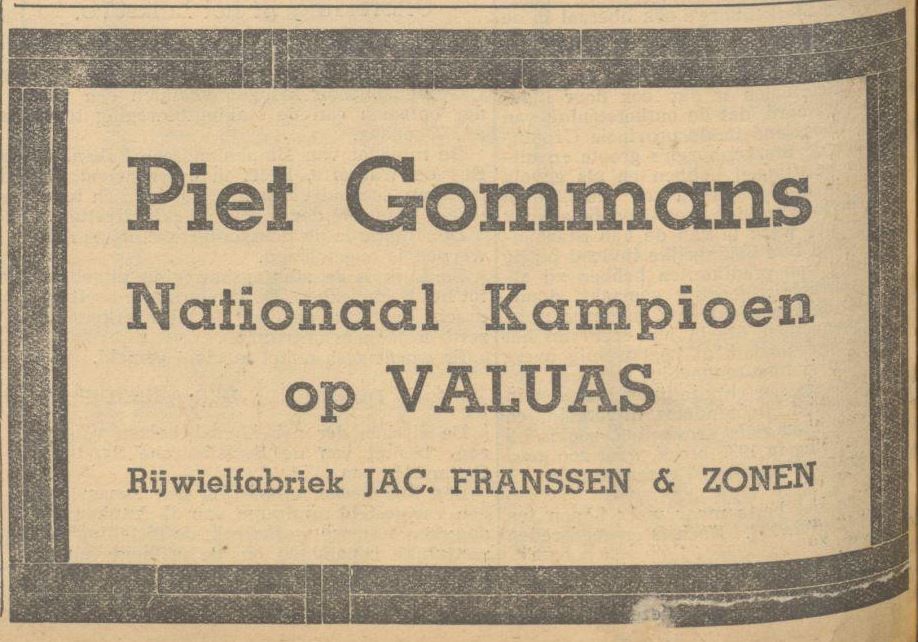 Piet Gommans
Nationaal Kampioen
op VALUAS
Rijwielfabriek JAC. FRANSSEN & ZONEN